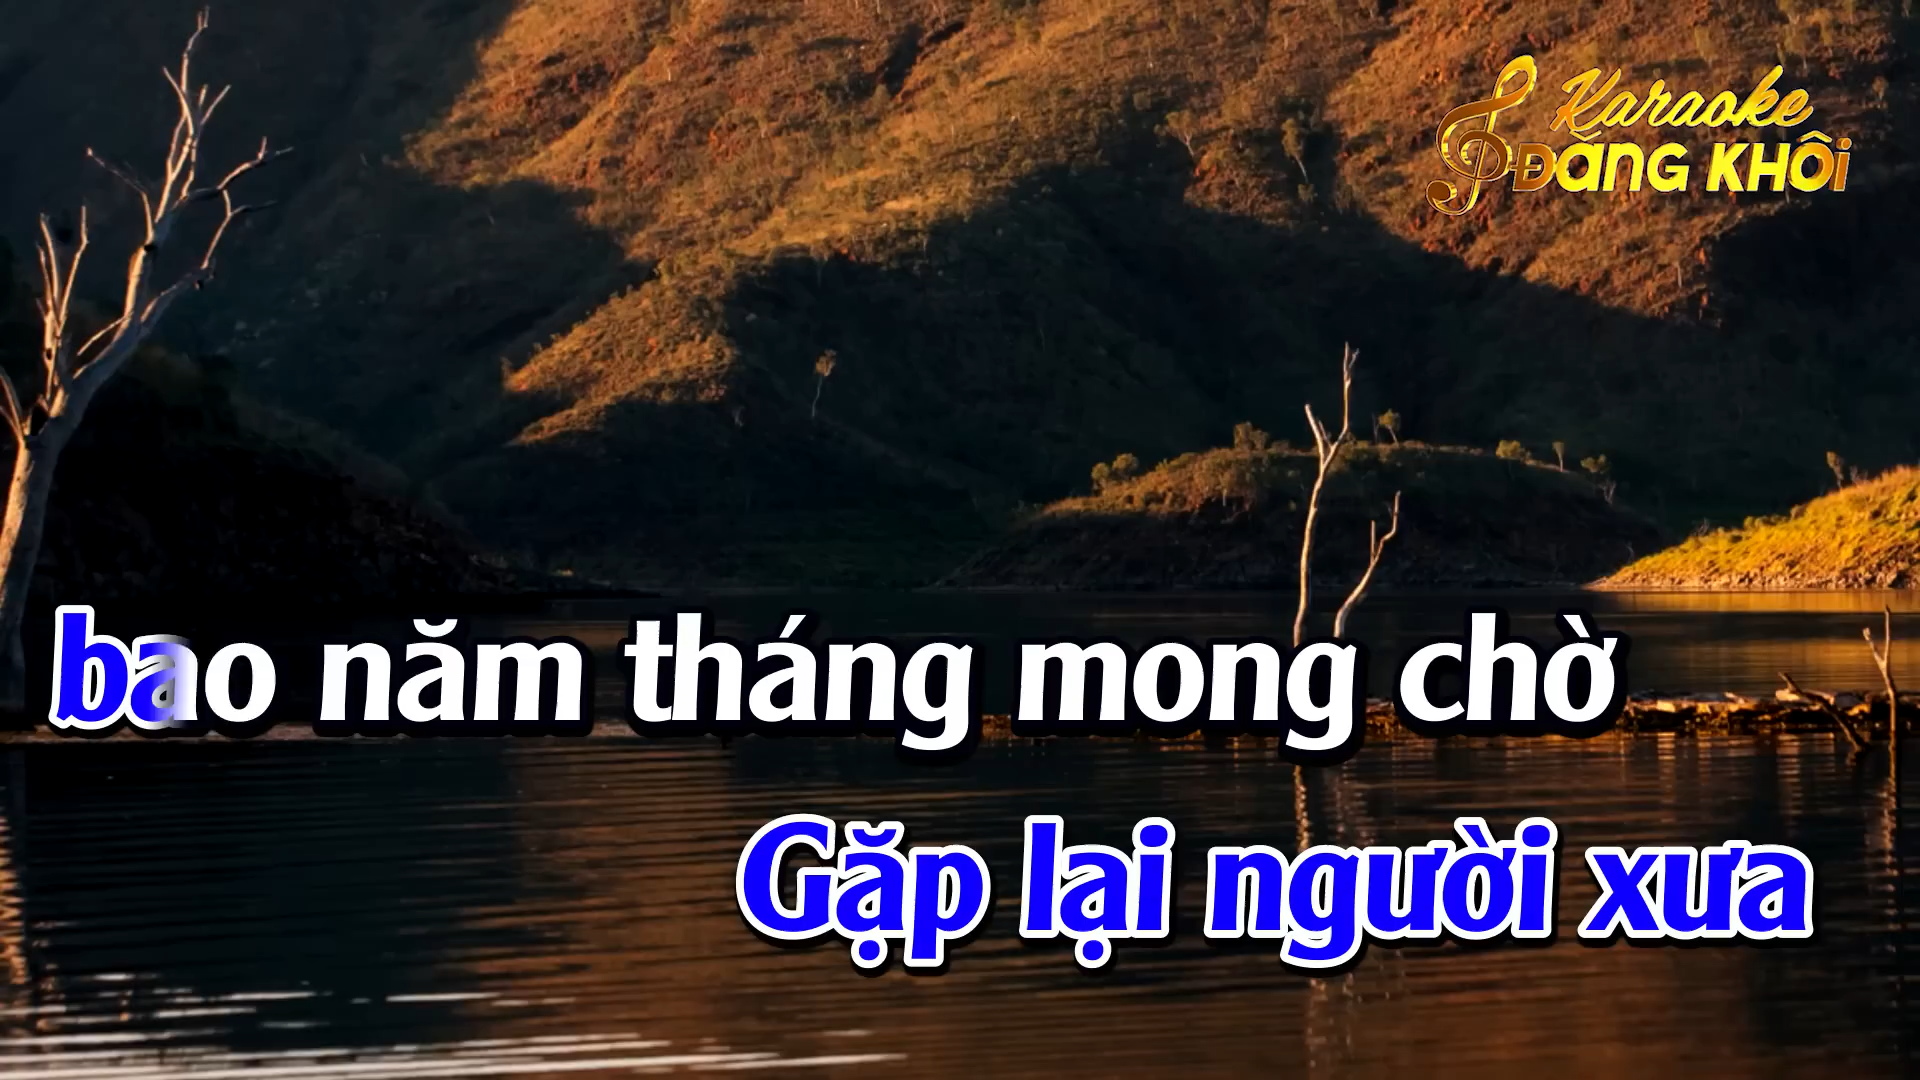 Karaoke
ĐĂNG KHÔI
bao năm tháng mong chờ
Gặp lại người xưa